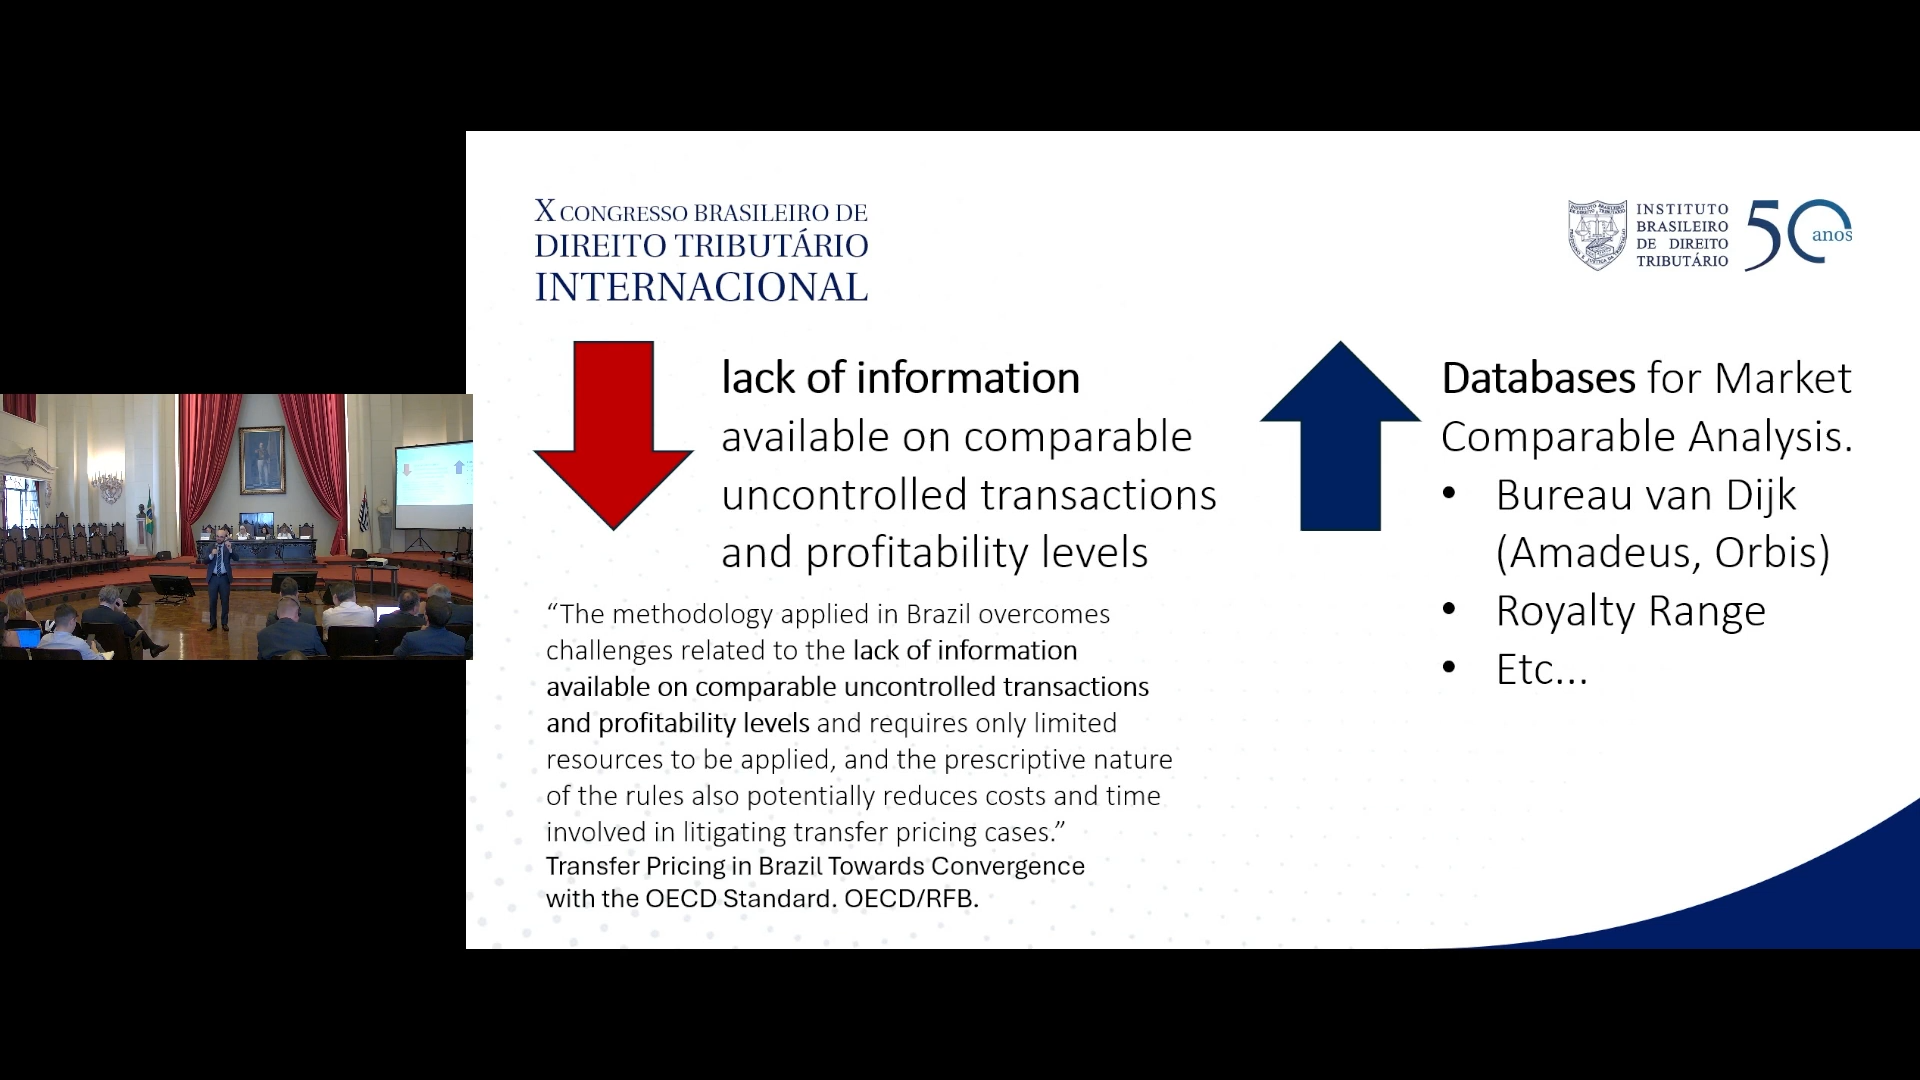 X CONGRESSO BRASILEIRO DE
DIREITO TRIBUTÁRIO
INTERNACIONAL
INSTITUTO
BRASILEIRO
DE DIREITO
TRIBUTÁRIO
50 anos
lack of information
available on comparable
uncontrolled transactions
and profitability levels
“The methodology applied in Brazil overcomes
challenges related to the lack of information
available on comparable uncontrolled transactions
and profitability levels and requires only limited
resources to be applied, and the prescriptive nature
of the rules also potentially reduces costs and time
involved in litigating transfer pricing cases.”
Transfer Pricing in Brazil Towards Convergence
with the OECD Standard. OECD/RFB.
Databases for Market
Comparable Analysis.
• Bureau van Dijk
(Amadeus, Orbis)
• Royalty Range
• Etc...